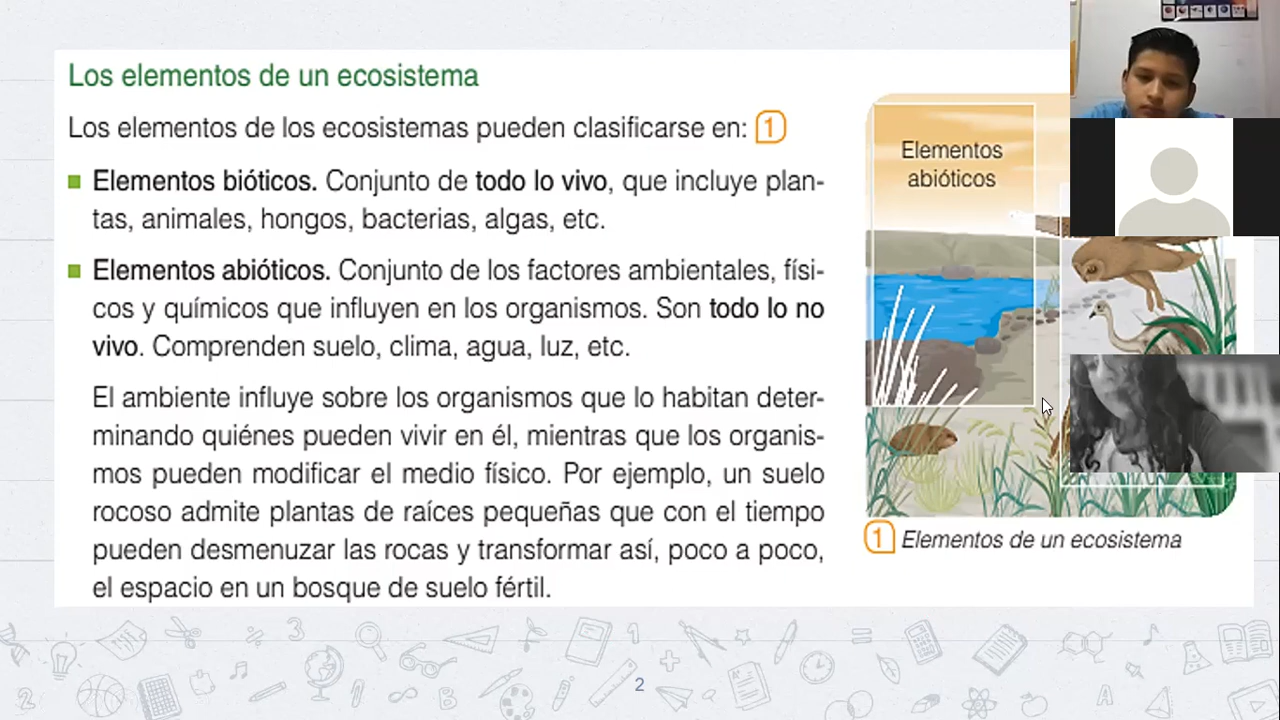 Los elementos de un ecosistema
Los elementos de los ecosistemas pueden clasificarse en: 1
Elementos bióticos. Conjunto de todo lo vivo, que incluye plan-
tas, animales, hongos, bacterias, algas, etc.
Elementos abióticos. Conjunto de los factores ambientales, físi-
cos y químicos que influyen en los organismos. Son todo lo no
vivo. Comprenden suelo, clima, agua, luz, etc.
El ambiente influye sobre los organismos que lo habitan deter-
minando quiénes pueden vivir en él, mientras que los organis-
mos pueden modificar el medio físico. Por ejemplo, un suelo
rocoso admite plantas de raíces pequeñas que con el tiempo
pueden desmenuzar las rocas y transformar así, poco a poco,
el espacio en un bosque de suelo fértil.
Elementos
abióticos
1 Elementos de un ecosistema
2